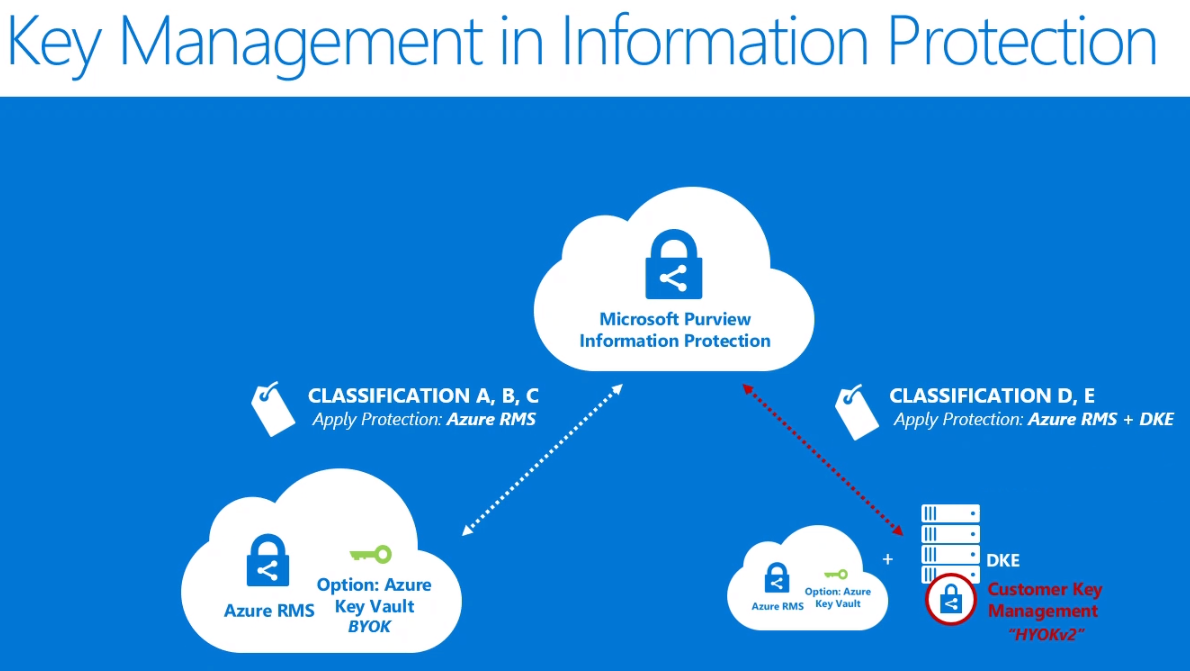 Key Management in Information Protection
Microsoft Purview
Information Protection
CLASSIFICATION A, B, C
Apply Protection: Azure RMS
CLASSIFICATION D, E
Apply Protection: Azure RMS + DKE
Azure RMS
Option: Azure
Key Vault
BYOK
Azure RMS
Option: Azure
Key Vault
+
DKE
Customer Key
Management
"HYOKv2"